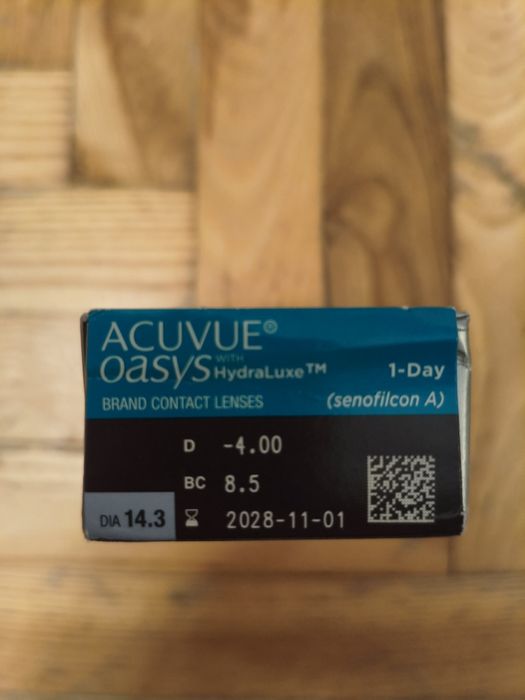 ACUVUE®
oasys WITH HydraLuxe™ 1-Day
BRAND CONTACT LENSES (senofilcon A)
D -4.00
BC 8.5
DIA 14.3 2028-11-01